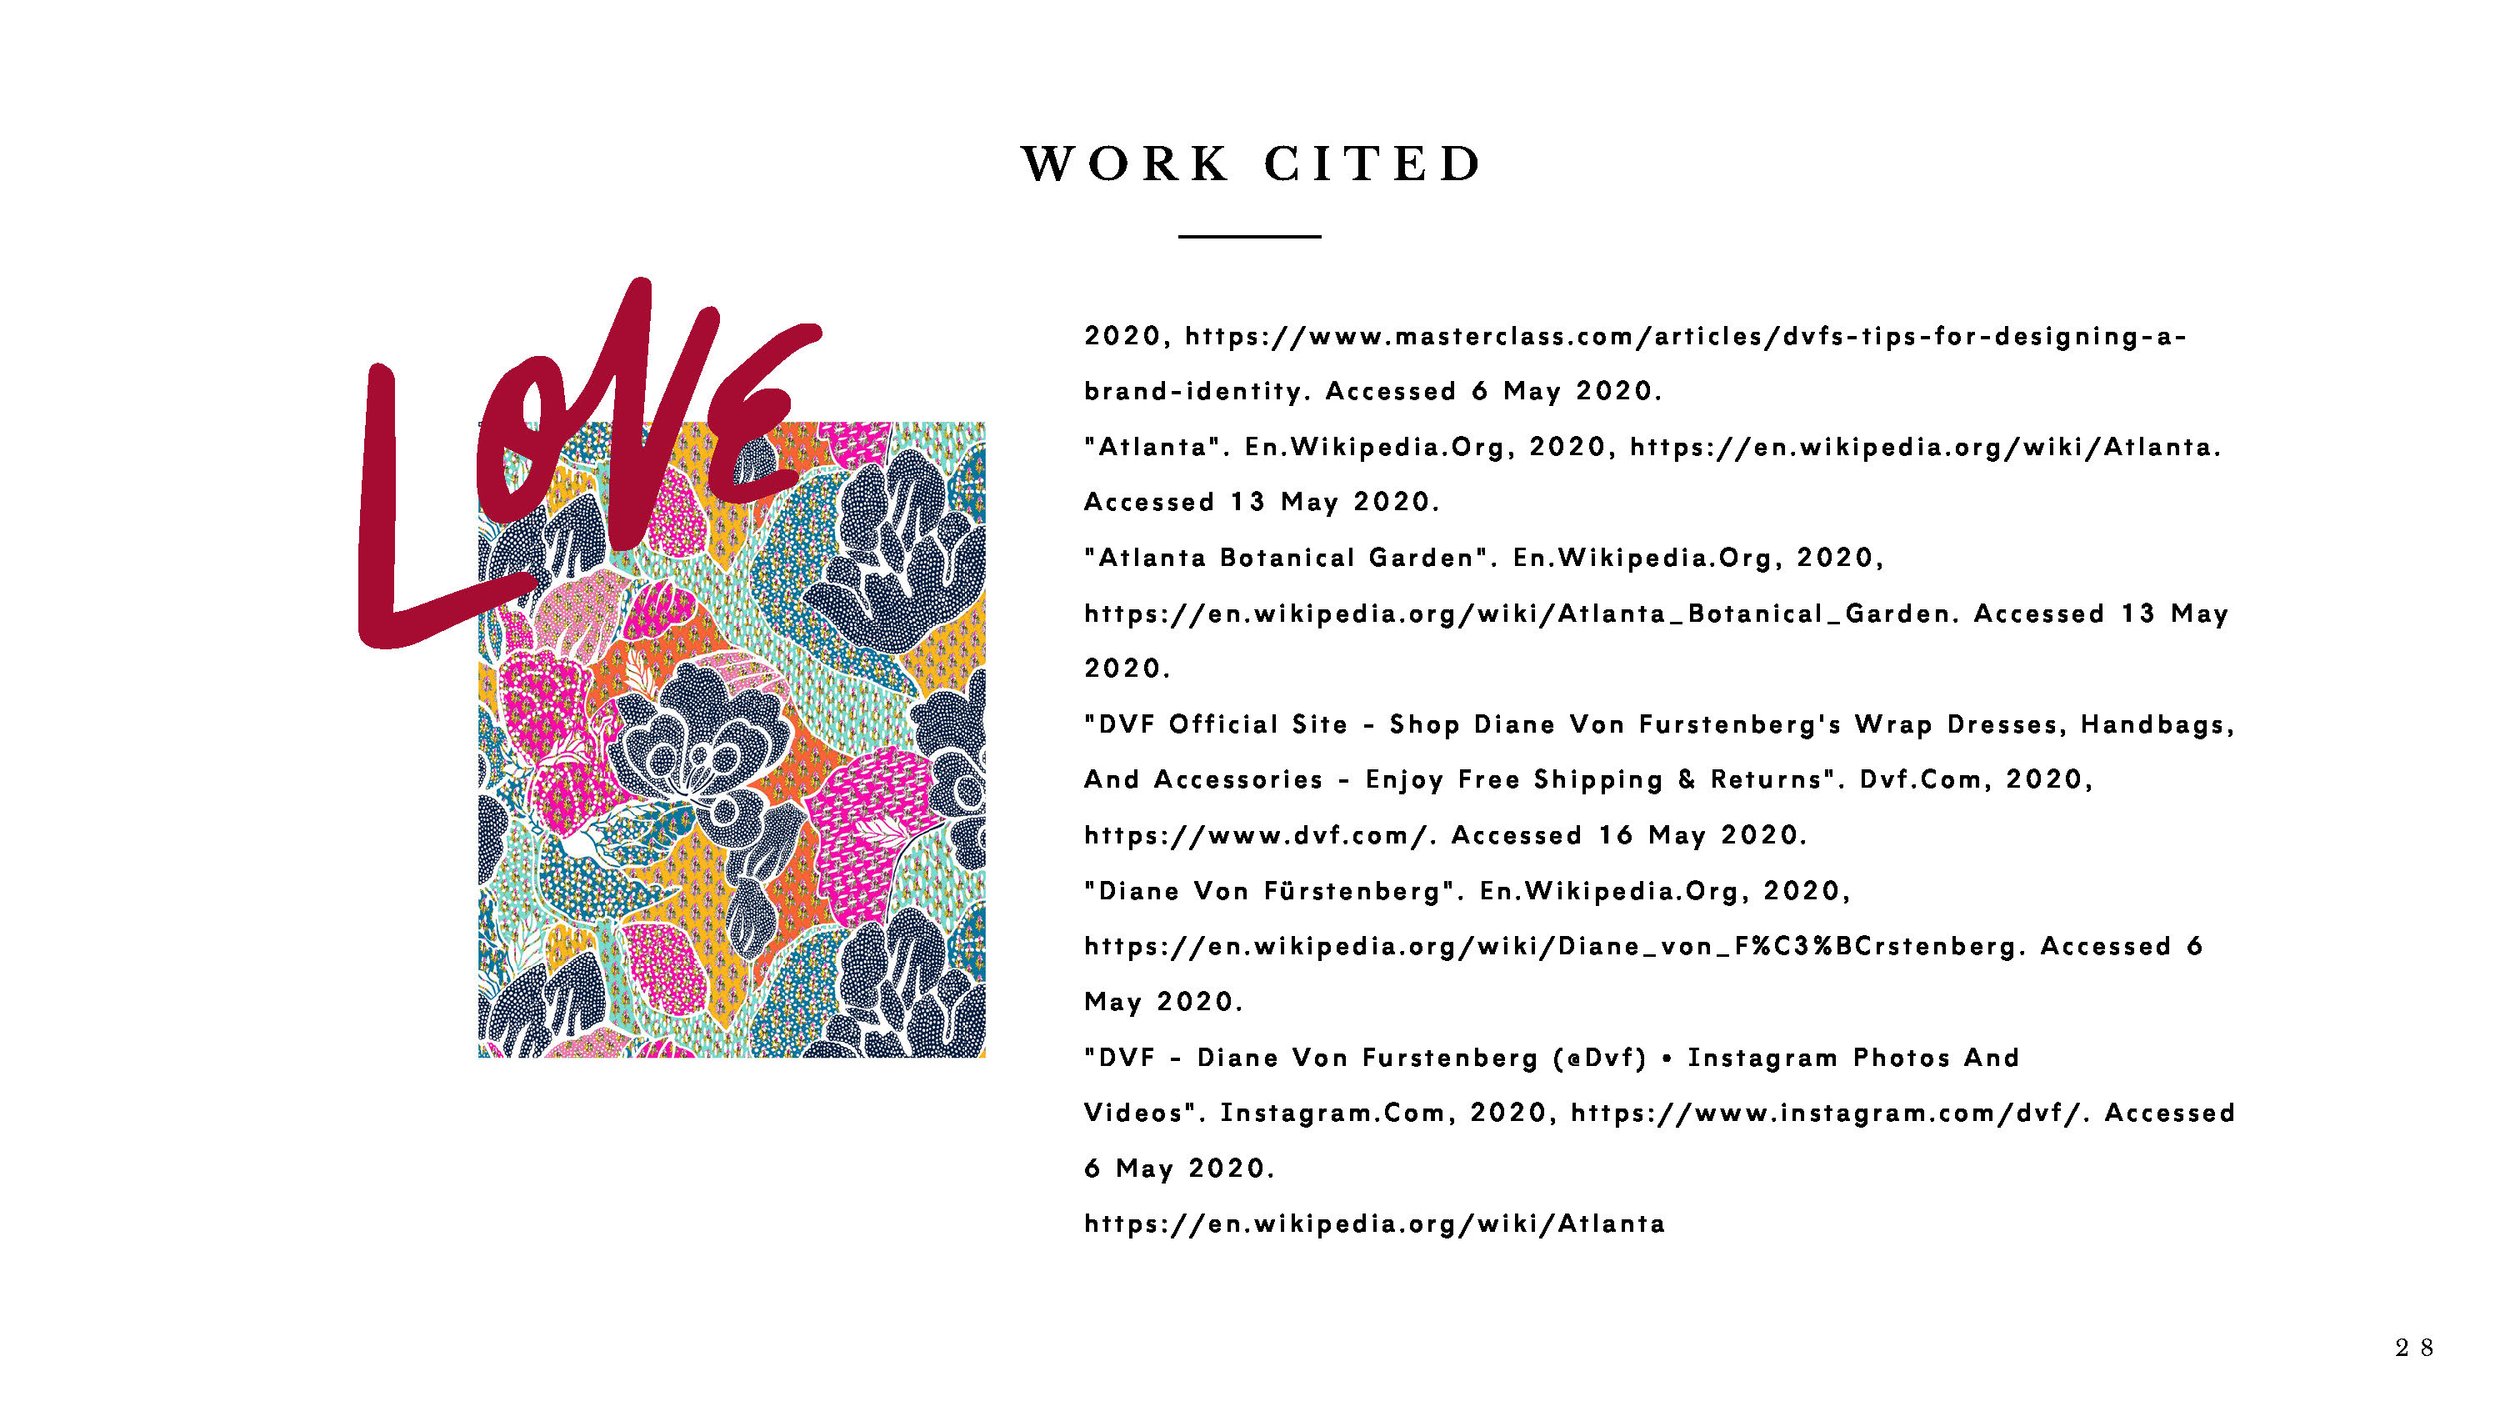 WORK CITED
LOVE
2020, https://www.masterclass.com/articles/dvfs-tips-for-designing-a-
brand-identity. Accessed 6 May 2020.
"Atlanta". En.Wikipedia.Org, 2020, https://en.wikipedia.org/wiki/Atlanta.
Accessed 13 May 2020.
"Atlanta Botanical Garden". En.Wikipedia.Org, 2020,
https://en.wikipedia.org/wiki/Atlanta_Botanical_Garden. Accessed 13 May
2020.
"DVF Official Site - Shop Diane Von Furstenberg's Wrap Dresses, Handbags,
And Accessories - Enjoy Free Shipping & Returns". Dvf.Com, 2020,
https://www.dvf.com/. Accessed 16 May 2020.
"Diane Von Fürstenberg". En.Wikipedia.Org, 2020,
https://en.wikipedia.org/wiki/Diane_von_F%C3%BCrstenberg. Accessed 6
May 2020.
"DVF - Diane Von Furstenberg (@Dvf) • Instagram Photos And
Videos". Instagram.Com, 2020, https://www.instagram.com/dvf/. Accessed
6 May 2020.
https://en.wikipedia.org/wiki/Atlanta
28